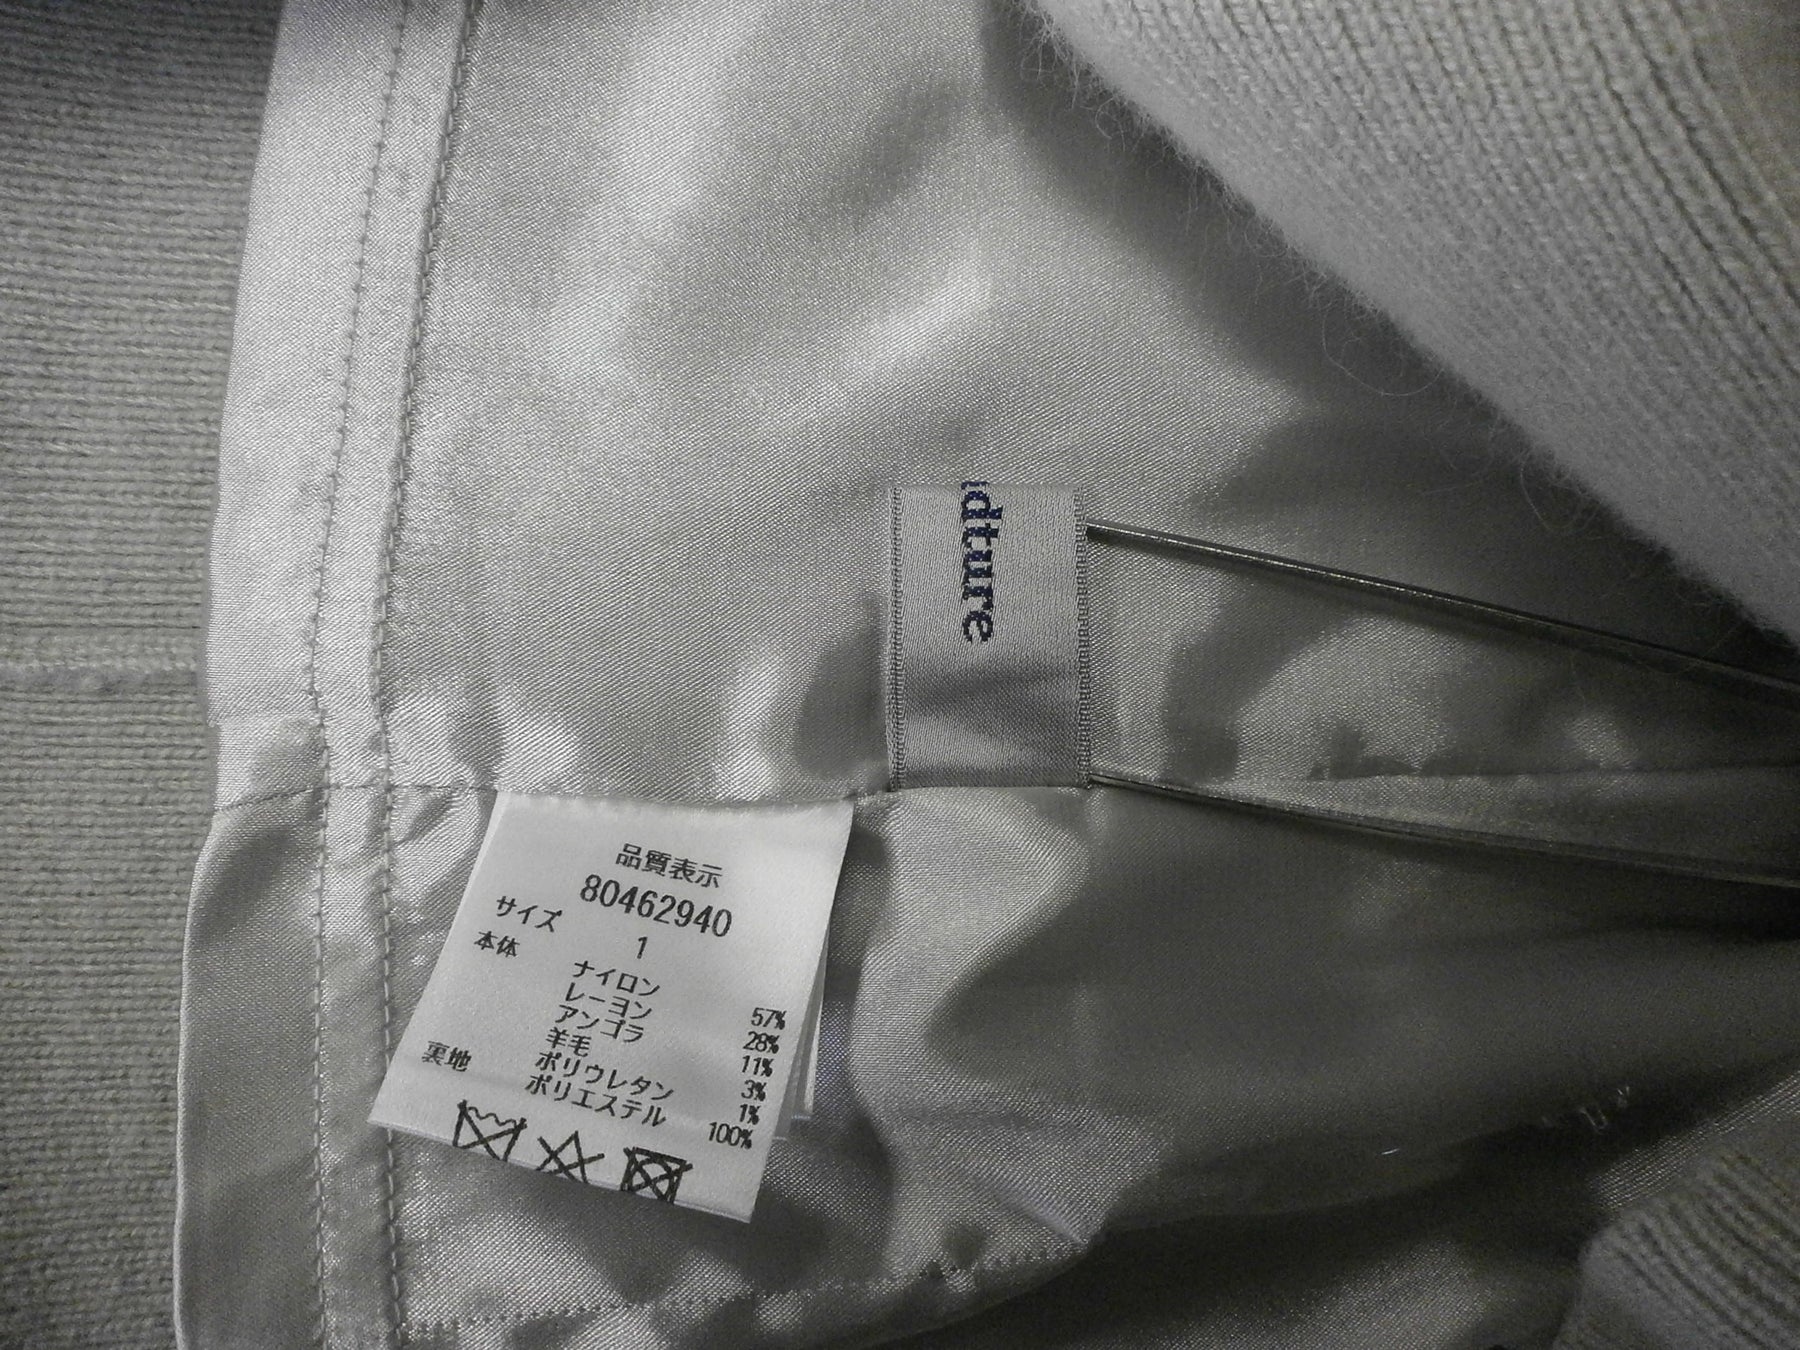 dture
品質表示
80462940
サイズ 1
本体 ナイロン 57%
レーヨン 28%
アンゴラ 11%
羊毛 3%
ポリウレタン 1%
裏地 ポリエステル 100%